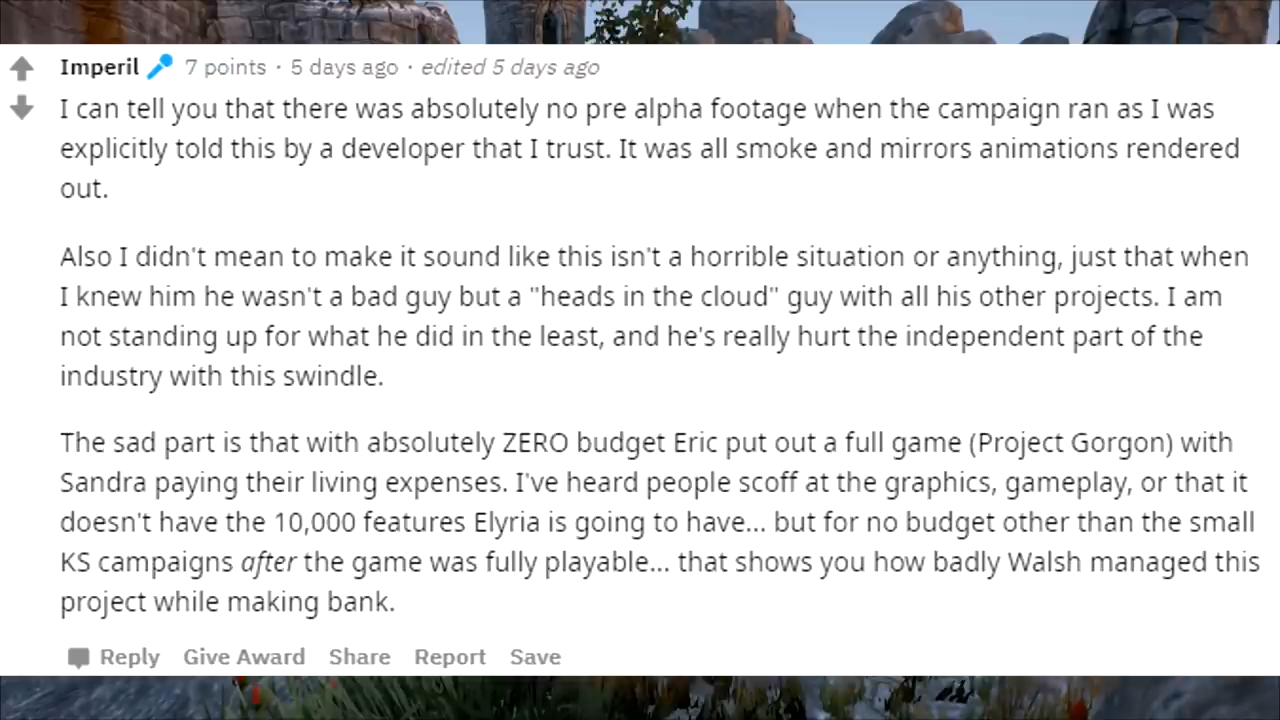 Imperil 7 points · 5 days ago · edited 5 days ago
I can tell you that there was absolutely no pre alpha footage when the campaign ran as I was
explicitly told this by a developer that I trust. It was all smoke and mirrors animations rendered
out.
Also I didn't mean to make it sound like this isn't a horrible situation or anything, just that when
I knew him he wasn't a bad guy but a "heads in the cloud" guy with all his other projects. I am
not standing up for what he did in the least, and he's really hurt the independent part of the
industry with this swindle.
The sad part is that with absolutely ZERO budget Eric put out a full game (Project Gorgon) with
Sandra paying their living expenses. I've heard people scoff at the graphics, gameplay, or that it
doesn't have the 10,000 features Elyria is going to have... but for no budget other than the small
KS campaigns after the game was fully playable... that shows you how badly Walsh managed this
project while making bank.
Reply Give Award Share Report Save